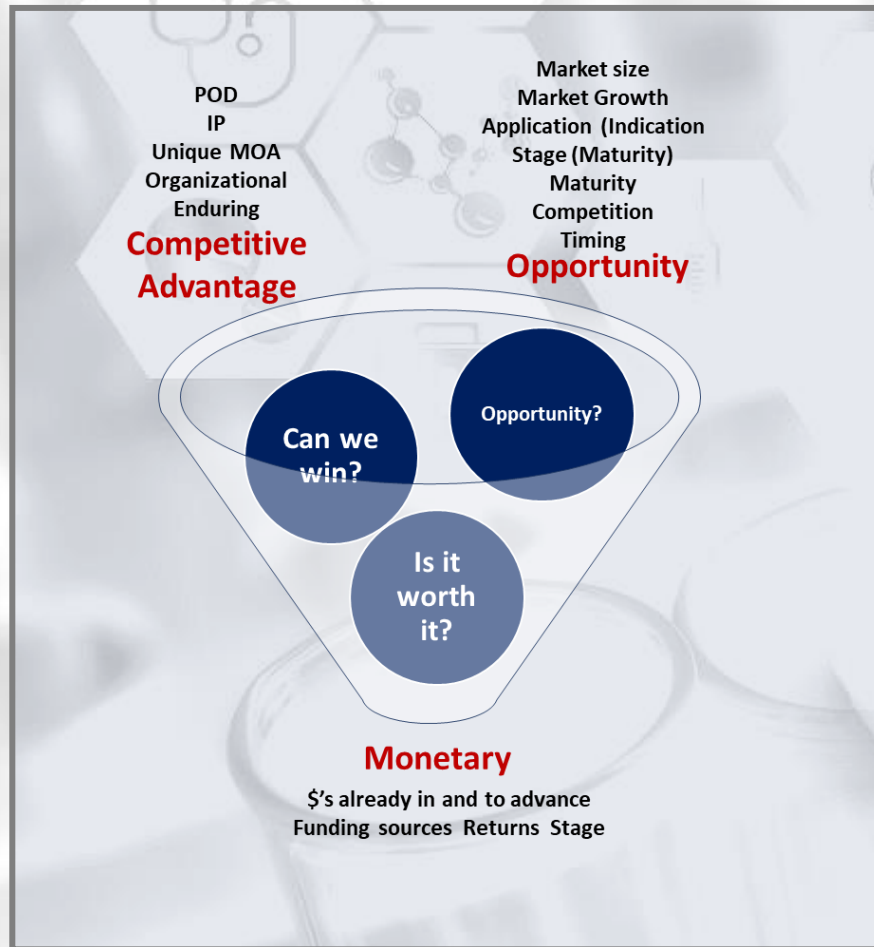 POD
IP
Unique MOA
Organizational
Enduring
Competitive
Advantage
Market size
Market Growth
Application (Indication
Stage (Maturity)
Maturity
Competition
Timing
Opportunity
Can we
win?
Opportunity?
Is it
worth
it?
Monetary
$'s already in and to advance
Funding sources Returns Stage